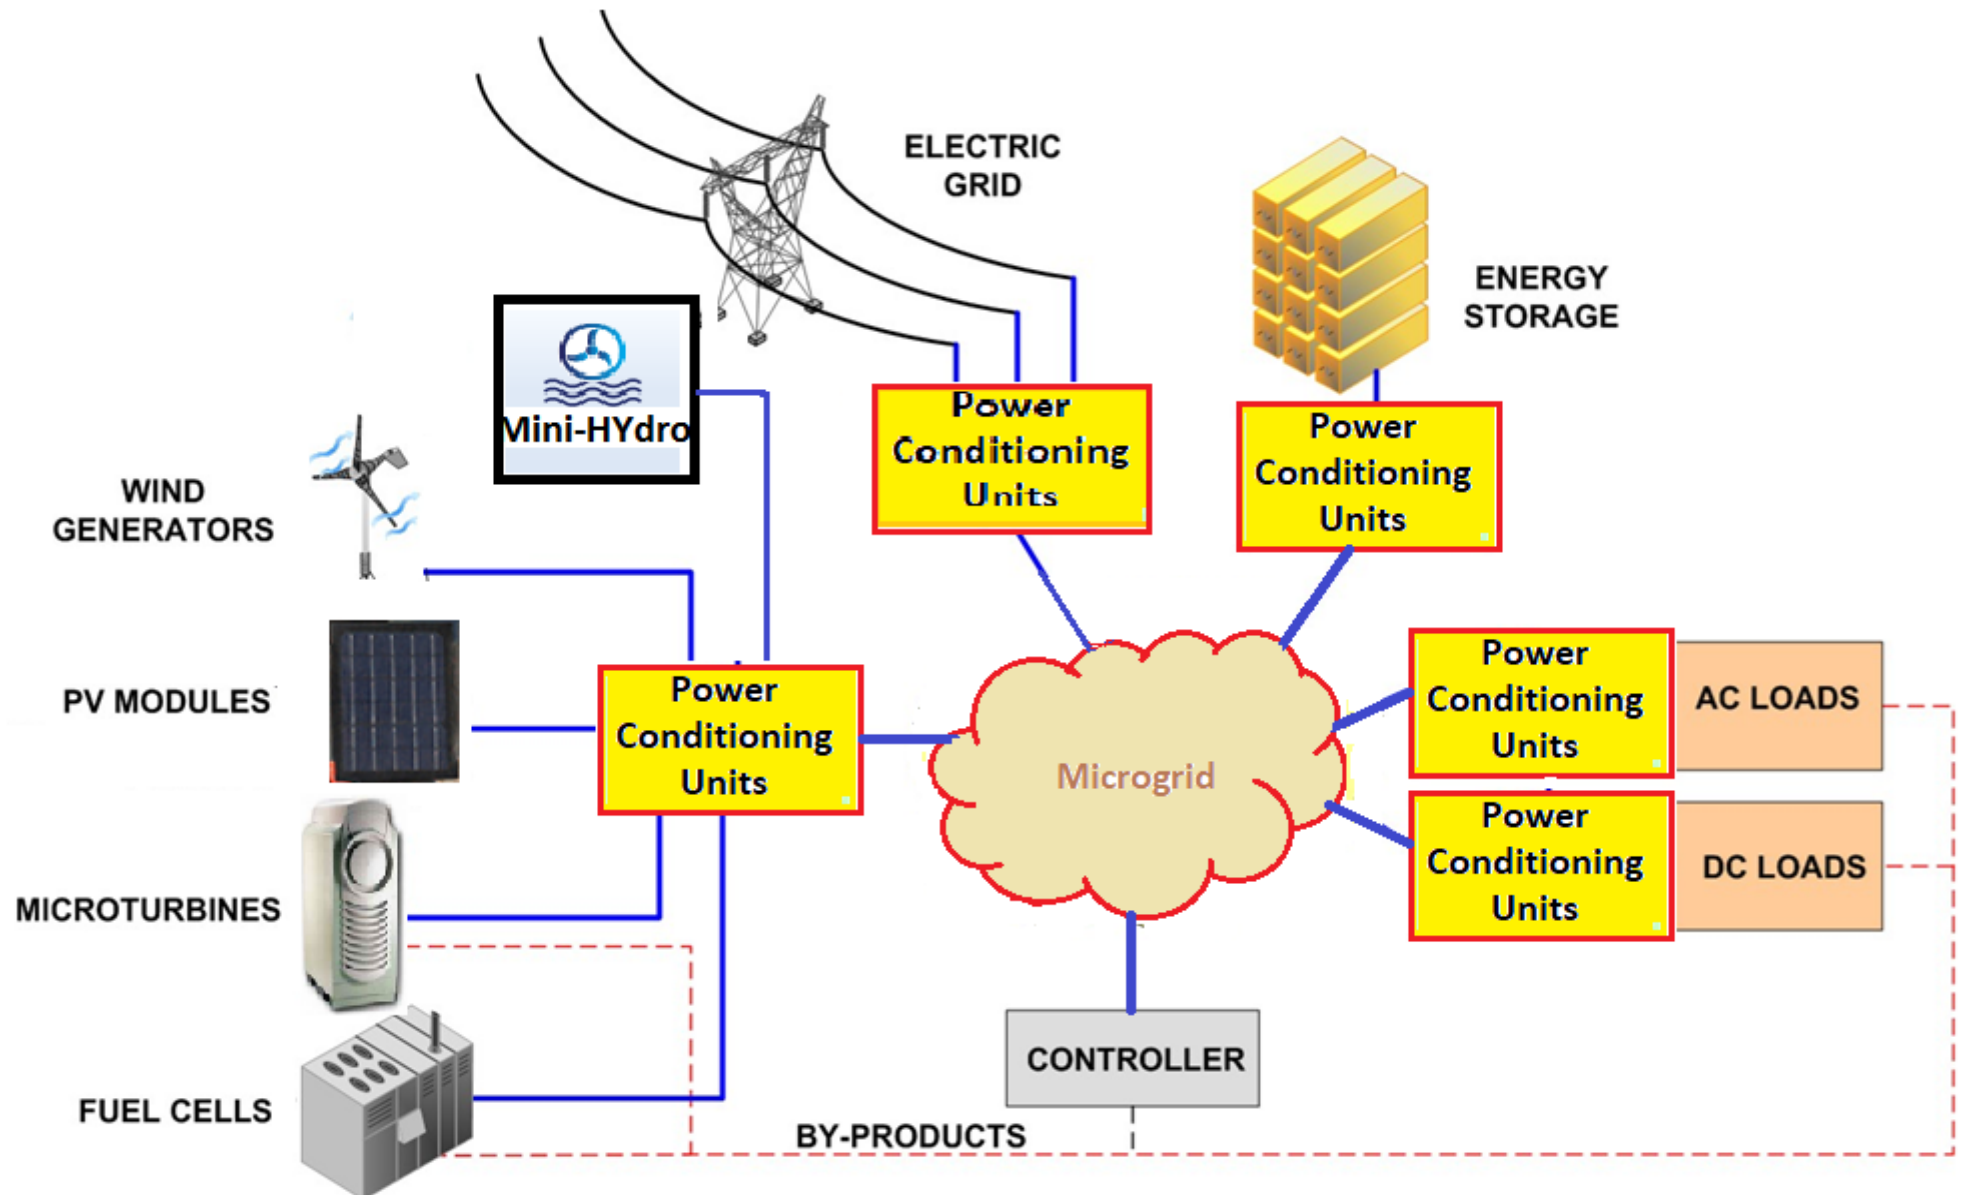 ELECTRIC
GRID
ENERGY
STORAGE
Mini-HYdro
Power
Conditioning
Units
Power
Conditioning
Units
WIND
GENERATORS
PV MODULES
Power
Conditioning
Units
Microgrid
Power
Conditioning
Units
AC LOADS
Power
Conditioning
Units
DC LOADS
MICROTURBINES
CONTROLLER
FUEL CELLS
BY-PRODUCTS